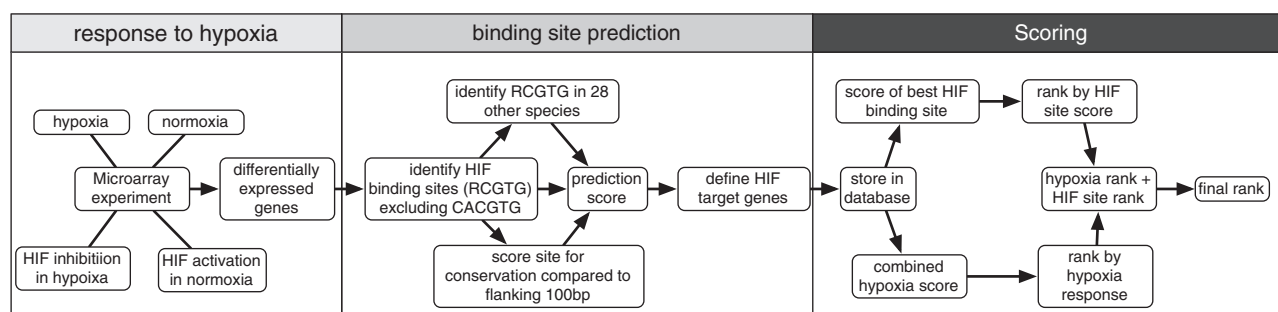 response to hypoxia
binding site prediction
Scoring
hypoxia
normoxia
Microarray
experiment
HIF inhibitiion
in hypoixa
HIF activation
in normoxia
differentially
expressed
genes
identify RCGTG in 28
other species
identify HIF
binding sites (RCGTG)
excluding CACGTG
score site for
conservation compared to
flanking 100bp
prediction
score
define HIF
target genes
store in
database
score of best HIF
binding site
rank by HIF
site score
combined
hypoxia score
rank by
hypoxia
response
hypoxia rank +
HIF site rank
final rank